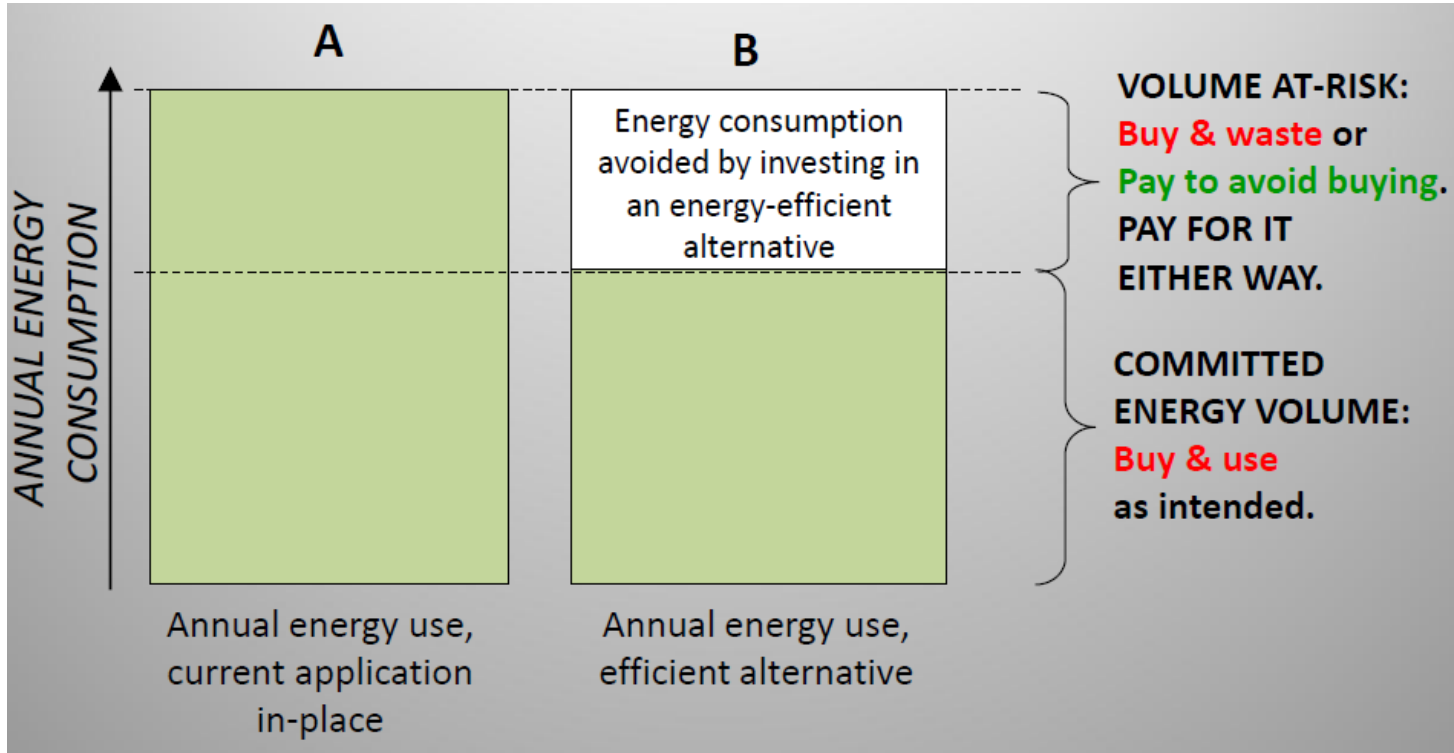 A
B
ANNUAL ENERGY
CONSUMPTION
Energy consumption
avoided by investing in
an energy-efficient
alternative
VOLUME AT-RISK:
Buy & waste or
Pay to avoid buying.
PAY FOR IT
EITHER WAY.
COMMITTED
ENERGY VOLUME:
Buy & use
as intended.
Annual energy use,
current application
in-place
Annual energy use,
efficient alternative